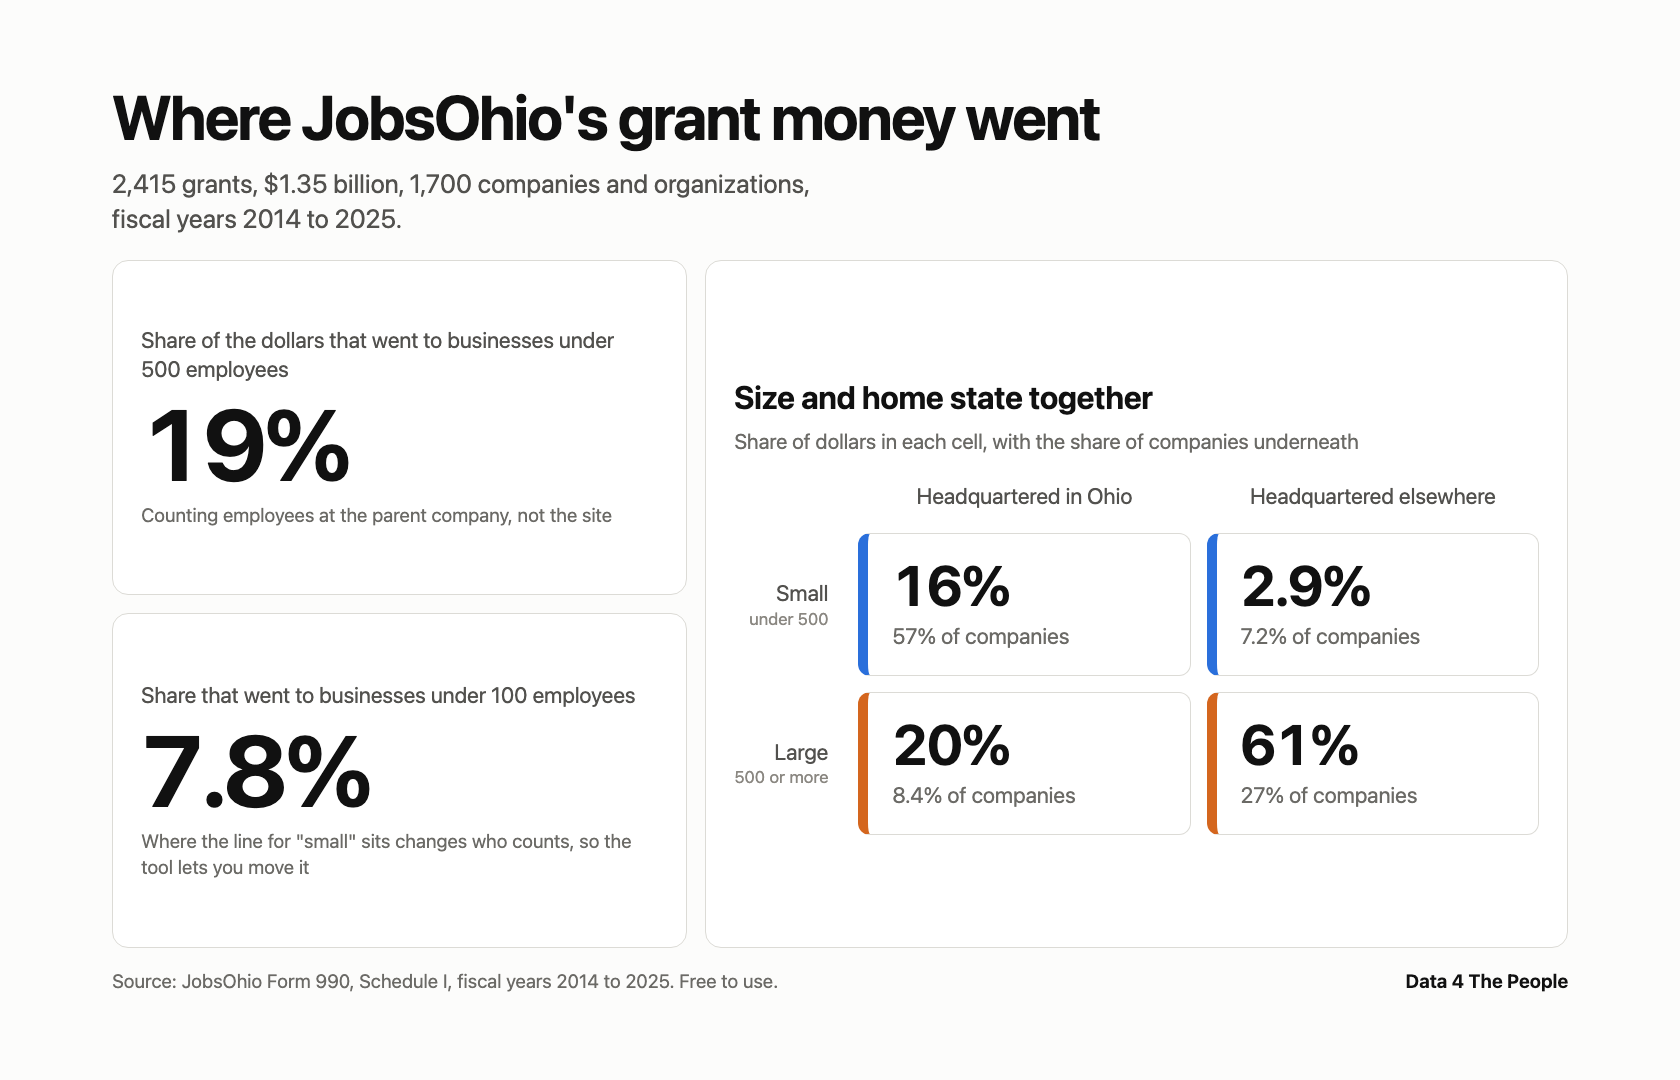 Where JobsOhio's grant money went
2,415 grants, $1.35 billion, 1,700 companies and organizations,
fiscal years 2014 to 2025.
Share of the dollars that went to businesses under
500 employees
19%
Counting employees at the parent company, not the site
Share that went to businesses under 100 employees
7.8%
Where the line for "small" sits changes who counts, so the
tool lets you move it
Size and home state together
Share of dollars in each cell, with the share of companies underneath
Headquartered in Ohio
Headquartered elsewhere
Small
under 500
16%
57% of companies
2.9%
7.2% of companies
Large
500 or more
20%
8.4% of companies
61%
27% of companies
Source: JobsOhio Form 990, Schedule I, fiscal years 2014 to 2025. Free to use.
Data 4 The People